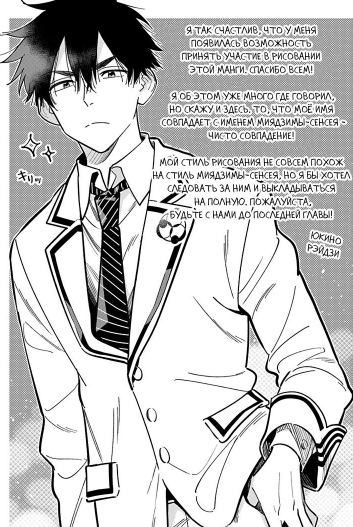 Я ТАК СЧАСТЛИВ, ЧТО У МЕНЯ
ПОЯВИЛАСЬ ВОЗМОЖНОСТЬ
ПРИНЯТЬ УЧАСТИЕ В РИСОВАНИИ
ЭТОЙ МАНГИ. СПАСИБО ВСЕМ!
Я ОБ ЭТОМ УЖЕ МНОГО ГДЕ ГОВОРИЛ,
НО СКАЖУ И ЗДЕСЬ, ТО, ЧТО МОЁ ИМЯ
СОВПАДАЕТ С ИМЕНЕМ МИЯДЗИМЫ-СЕНСЕЯ -
ЧИСТО СОВПАДЕНИЕ!
МОЙ СТИЛЬ РИСОВАНИЯ НЕ СОВСЕМ ПОХОЖ
НА СТИЛЬ МИЯДЗИМЫ-СЕНСЕЯ, НО Я БЫ ХОТЕЛ
СЛЕДОВАТЬ ЗА НИМ И ВЫКЛАДЫВАТЬСЯ
НА ПОЛНУЮ. ПОЖАЛУЙСТА,
БУДЬТЕ С НАМИ ДО ПОСЛЕДНЕЙ ГЛАВЫ!
ЮКИНО
РЭЙДЗИ
キリッ